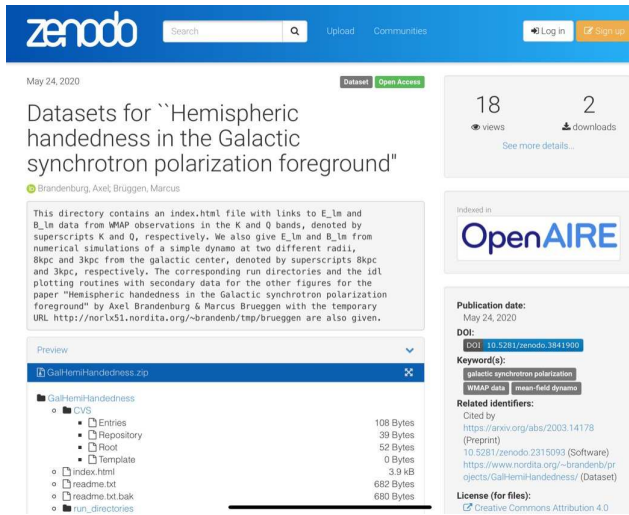 zenodo
Search
Upload
Communities
Log in
Sign up
May 24, 2020
Dataset
Open Access
Datasets for ``Hemispheric
handedness in the Galactic
synchrotron polarization foreground"
Brandenburg, Axel; Brüggen, Marcus
This directory contains an index.html file with links to E_lm and
B_lm data from WMAP observations in the K and Q bands, denoted by
superscripts K and Q, respectively. We also give E_lm and B_lm from
numerical simulations of a simple dynamo at two different radii,
8kpc and 3kpc from the galactic center, denoted by superscripts 8kpc
and 3kpc, respectively. The corresponding run directories and the idl
plotting routines with secondary data for the other figures for the
paper "Hemispheric handedness in the Galactic synchrotron polarization
foreground" by Axel Brandenburg & Marcus Brueggen with the temporary
URL http://norlx51.nordita.org/~brandenb/tmp/brueggen are also given.
Preview
GalHemiHandedness.zip
GalHemiHandedness
CVS
Entries 108 Bytes
Repository 39 Bytes
Root 52 Bytes
Template 0 Bytes
index.html 3.9 kB
readme.txt 682 Bytes
readme.txt.bak 680 Bytes
run_directories
18
views
2
downloads
See more details...
Indexed in
OpenAIRE
Publication date:
May 24, 2020
DOI:
DOI 10.5281/zenodo.3841900
Keyword(s):
galactic synchrotron polarization
WMAP data mean-field dynamo
Related identifiers:
Cited by
https://arxiv.org/abs/2003.14178
(Preprint)
10.5281/zenodo.2315093 (Software)
https://www.nordita.org/~brandenb/pr
ojects/GalHemiHandedness/ (Dataset)
License (for files):
Creative Commons Attribution 4.0